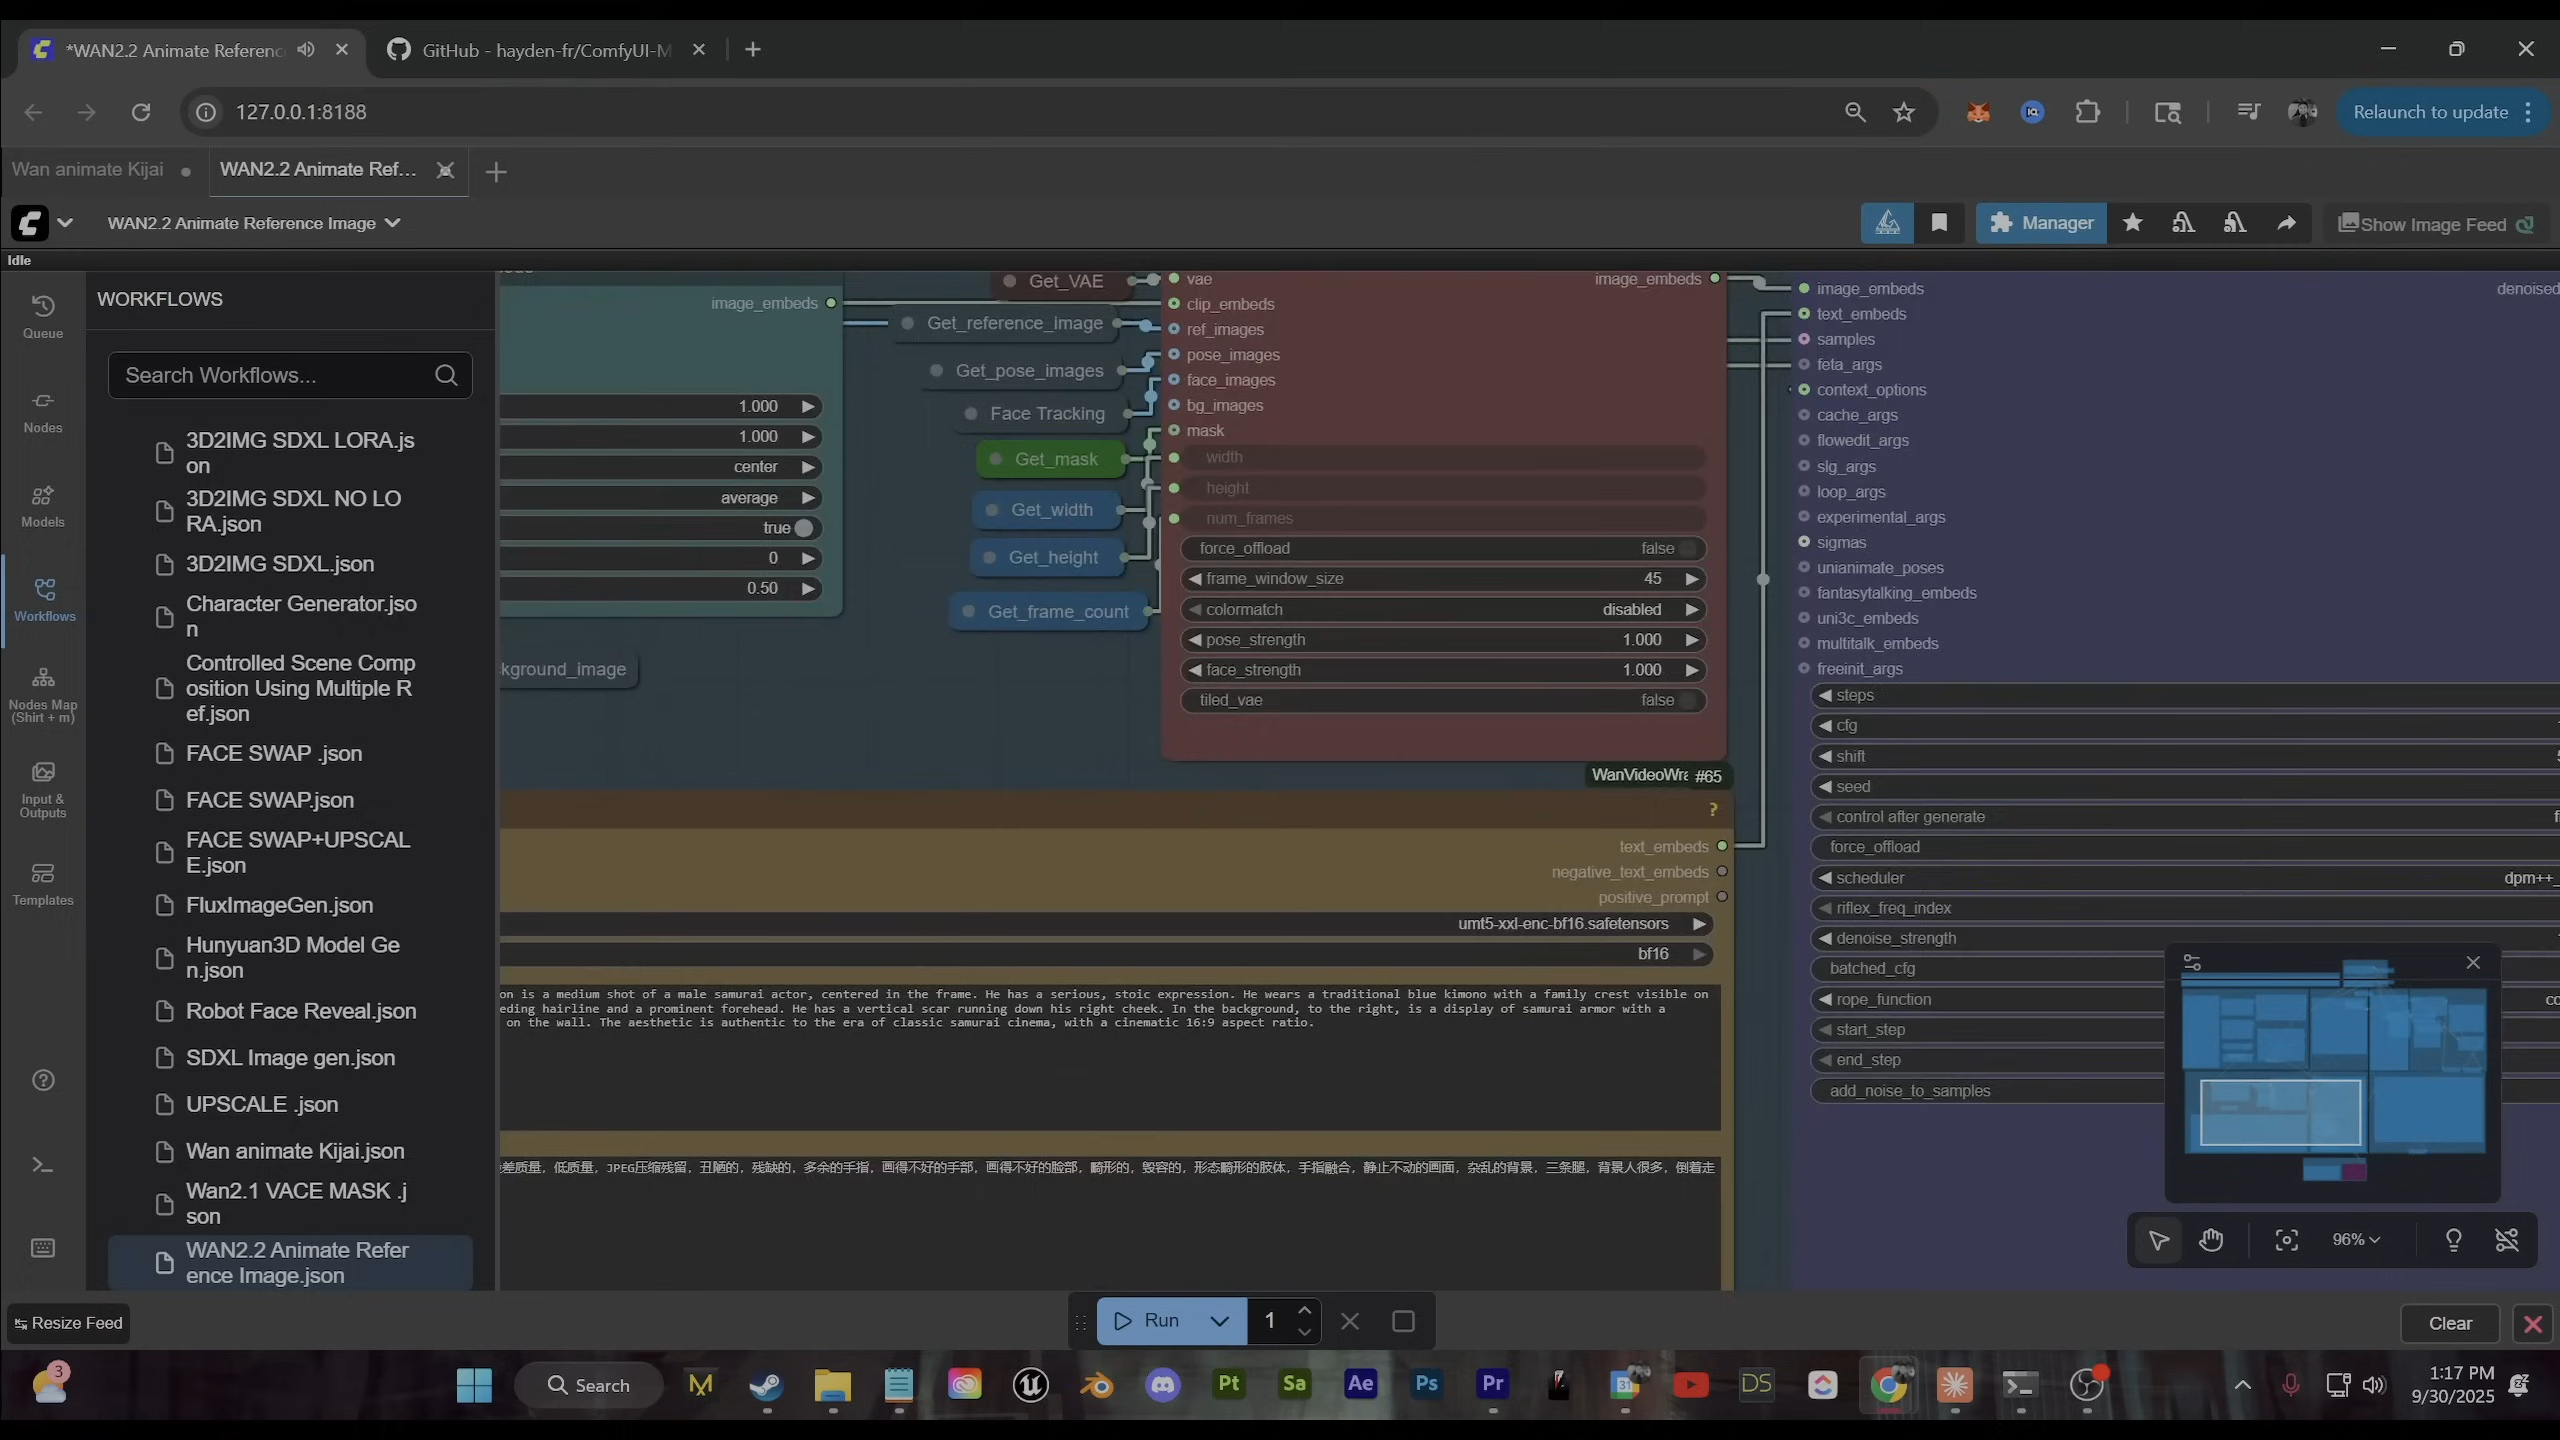 *WAN2.2 Animate Referenc
GitHub - hayden-fr/ComfyUI-M
127.0.0.1:8188
Relaunch to update
Wan animate Kijai
WAN2.2 Animate Ref...
WAN2.2 Animate Reference Image
Manager
Show Image Feed
Idle
Queue
Nodes
Models
Workflows
Nodes Map
(Shirt + m)
Input &
Outputs
Templates
WORKFLOWS
Search Workflows...
3D2IMG SDXL LORA.js
on
3D2IMG SDXL NO LO
RA.json
3D2IMG SDXL.json
Character Generator.jso
n
Controlled Scene Comp
osition Using Multiple R
ef.json
FACE SWAP .json
FACE SWAP.json
FACE SWAP+UPSCAL
E.json
FluxImageGen.json
Hunyuan3D Model Ge
n.json
Robot Face Reveal.json
SDXL Image gen.json
UPSCALE .json
Wan animate Kijai.json
Wan2.1 VACE MASK .j
son
WAN2.2 Animate Refer
ence Image.json
image_embeds
1.000
1.000
center
average
true
0
0.50
kground_image
Get_VAE
Get_reference_image
Get_pose_images
Face Tracking
Get_mask
Get_width
Get_height
Get_frame_count
vae
image_embeds
clip_embeds
ref_images
pose_images
face_images
bg_images
mask
width
height
num_frames
force_offload false
frame_window_size 45
colormatch disabled
pose_strength 1.000
face_strength 1.000
tiled_vae false
WanVideoWra #65
?
text_embeds
negative_text_embeds
positive_prompt
umt5-xxl-enc-bf16.safetensors
bf16
on is a medium shot of a male samurai actor, centered in the frame. He has a serious, stoic expression. He wears a traditional blue kimono with a family crest visible on
eding hairline and a prominent forehead. He has a vertical scar running down his right cheek. In the background, to the right, is a display of samurai armor with a
on the wall. The aesthetic is authentic to the era of classic samurai cinema, with a cinematic 16:9 aspect ratio.
差质量，低质量，JPEG压缩残留，丑陋的，残缺的，多余的手指，画得不好的手部，画得不好的脸部，畸形的，毁容的，形态畸形的肢体，手指融合，静止不动的画面，杂乱的背景，三条腿，背景人很多，倒着走
image_embeds
denoised
text_embeds
samples
feta_args
context_options
cache_args
flowedit_args
slg_args
loop_args
experimental_args
sigmas
unianimate_poses
fantasytalking_embeds
uni3c_embeds
multitalk_embeds
freeinit_args
steps
cfg
shift
seed
control after generate
force_offload
scheduler dpm++_
riflex_freq_index
denoise_strength
batched_cfg
rope_function co
start_step
end_step
add_noise_to_samples
96%
Resize Feed
Run
1
Clear
3
Search
Pt
Sa
Ae
Ps
Pr
31
DS
1:17 PM
9/30/2025